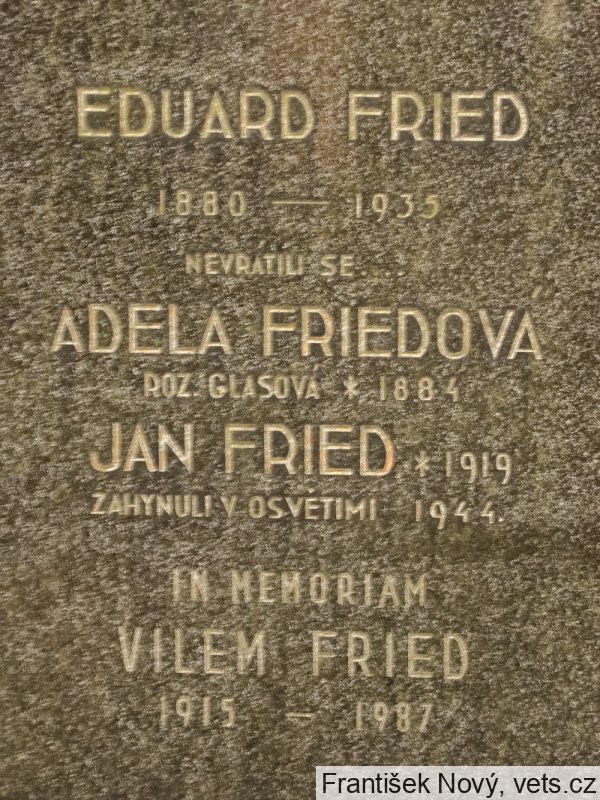 EDUARD FRIED
1880 — 1935
NEVRÁTILI SE ...
ADELA FRIEDOVÁ
ROZ. GLASOVÁ * 1884
JAN FRIED * 1919
ZAHYNULI V OSVĚTIMI 1944.
IN MEMORIAM
VILEM FRIED
1915 — 1987
František Nový, vets.cz